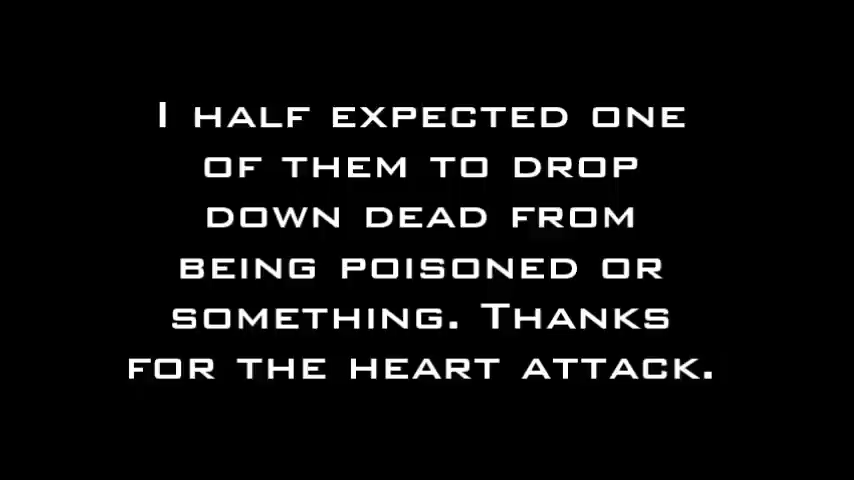 I HALF EXPECTED ONE
OF THEM TO DROP
DOWN DEAD FROM
BEING POISONED OR
SOMETHING. THANKS
FOR THE HEART ATTACK.